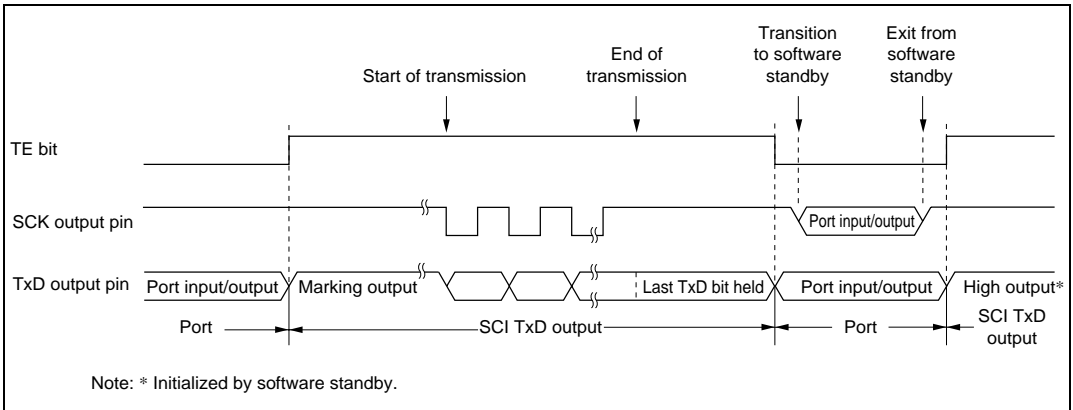 Start of transmission
End of
transmission
Transition
to software
standby
Exit from
software
standby
TE bit
SCK output pin
Port input/output
TxD output pin
Port input/output
Marking output
Last TxD bit held
Port input/output
High output*
Port
SCI TxD output
Port
SCI TxD
output
Note: * Initialized by software standby.